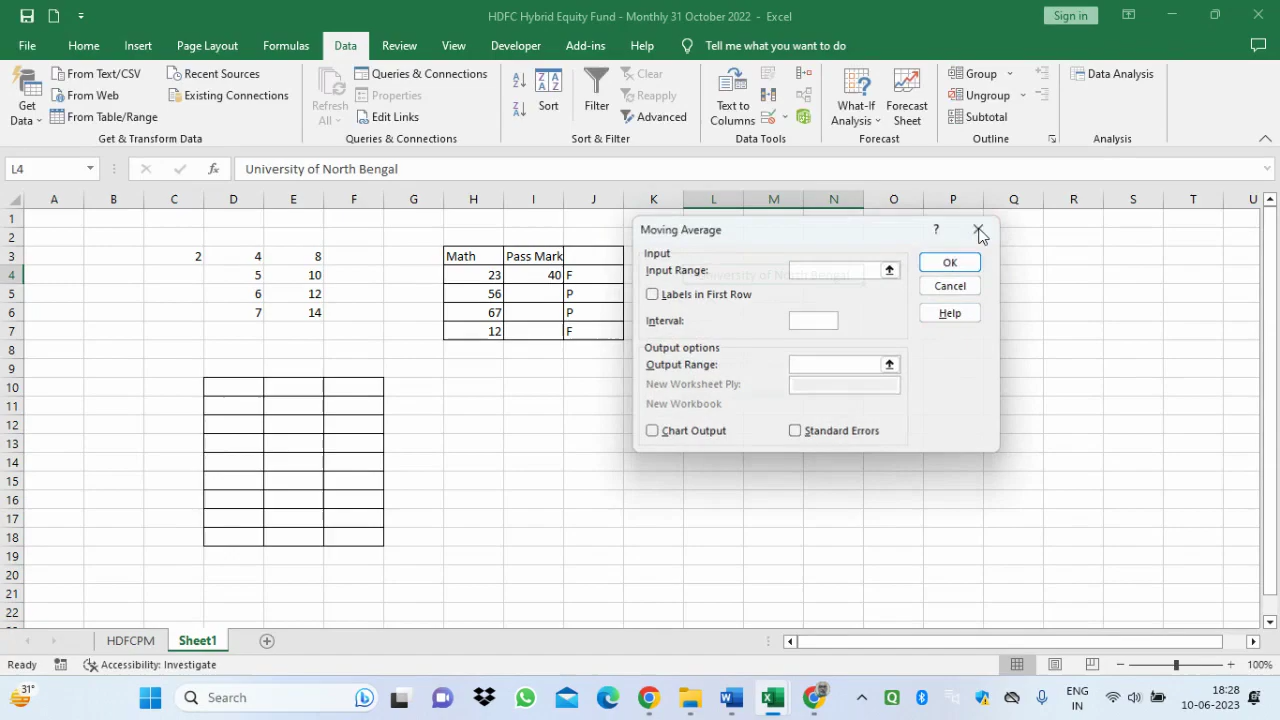 HDFC Hybrid Equity Fund - Monthly 31 October 2022 - Excel
Sign in
File Home Insert Page Layout Formulas Data Review View Developer Add-ins Help Tell me what you want to do
Get Data
From Text/CSV
From Web
From Table/Range
Recent Sources
Existing Connections
Get & Transform Data
Refresh All
Queries & Connections
Properties
Edit Links
Queries & Connections
Sort
Filter
Clear
Reapply
Advanced
Sort & Filter
Text to Columns
Data Tools
What-If Analysis
Forecast Sheet
Forecast
Group
Ungroup
Subtotal
Outline
Data Analysis
Analysis
L4 fx University of North Bengal
A B C D E F G H I J K L M N O P Q R S T U
1
2
3 2 4 8 Math Pass Mark
4 5 10 23 40 F University of North Bengal
5 6 12 56 P
6 7 14 67 P
7 12 F
8
9
10
11
12
13
14
15
16
17
18
19
20
21
22
Moving Average ?
Input
Input Range:
Labels in First Row
Interval:
Output options
Output Range:
New Worksheet Ply:
New Workbook
Chart Output
Standard Errors
OK
Cancel
Help
HDFCPM Sheet1
Ready Accessibility: Investigate 100%
31°
Search
ENG
IN
18:28
10-06-2023